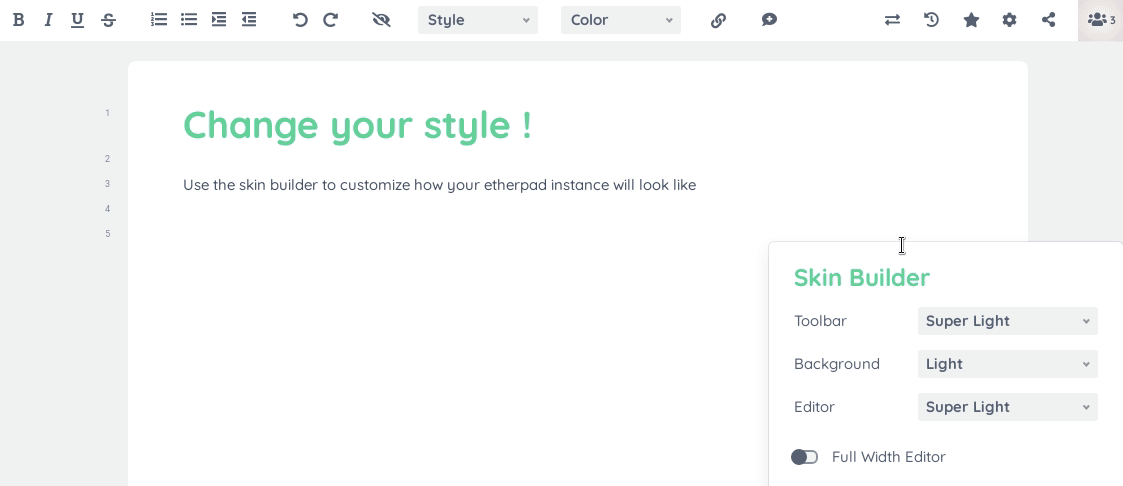 B I U S Style Color 3
1 Change your style !
2
3 Use the skin builder to customize how your etherpad instance will look like
4
5
Skin Builder
Toolbar Super Light
Background Light
Editor Super Light
Full Width Editor